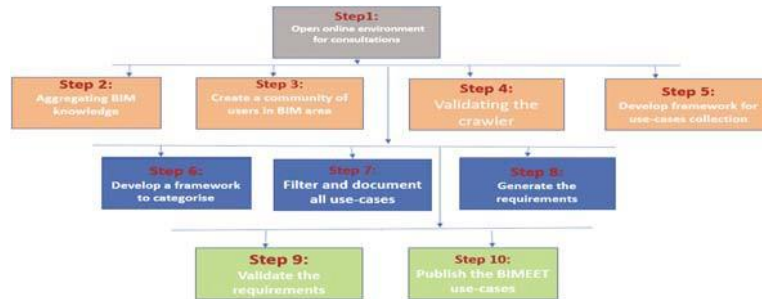 Step1:
Open online environment
for consultations
Step 2:
Aggregating BIM
knowledge
Step 3:
Create a community of
users in BIM area
Step 4:
Validating the
crawler
Step 5:
Develop framework for
use-cases collection
Step 6:
Develop a framework
to categorise
Step 7:
Filter and document
all use-cases
Step 8:
Generate the
requirements
Step 9:
Validate the
requirements
Step 10:
Publish the BIMEET
use-cases